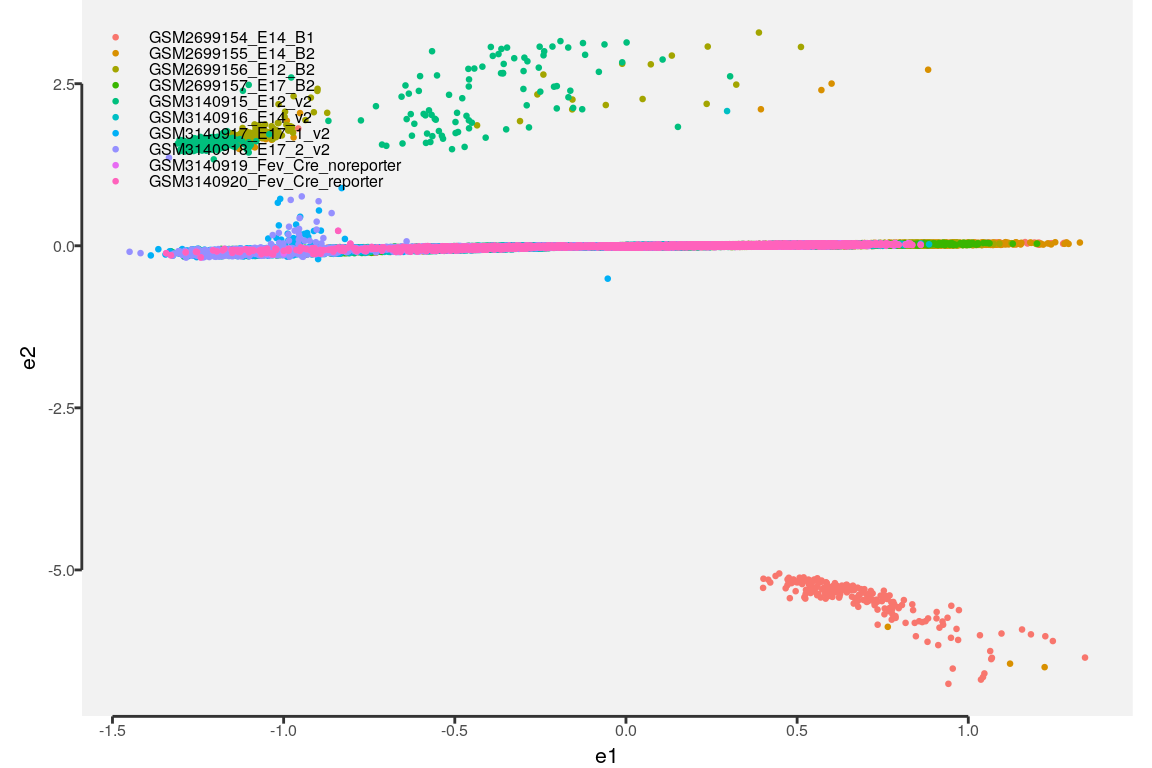 GSM2699154_E14_B1
GSM2699155_E14_B2
GSM2699156_E12_B2
GSM2699157_E17_B2
GSM3140915_E12_v2
GSM3140916_E14_v2
GSM3140917_E17_1_v2
GSM3140918_E17_2_v2
GSM3140919_Fev_Cre_noreporter
GSM3140920_Fev_Cre_reporter
2.5
0.0
-2.5
-5.0
e2
-1.5 -1.0 -0.5 0.0 0.5 1.0
e1